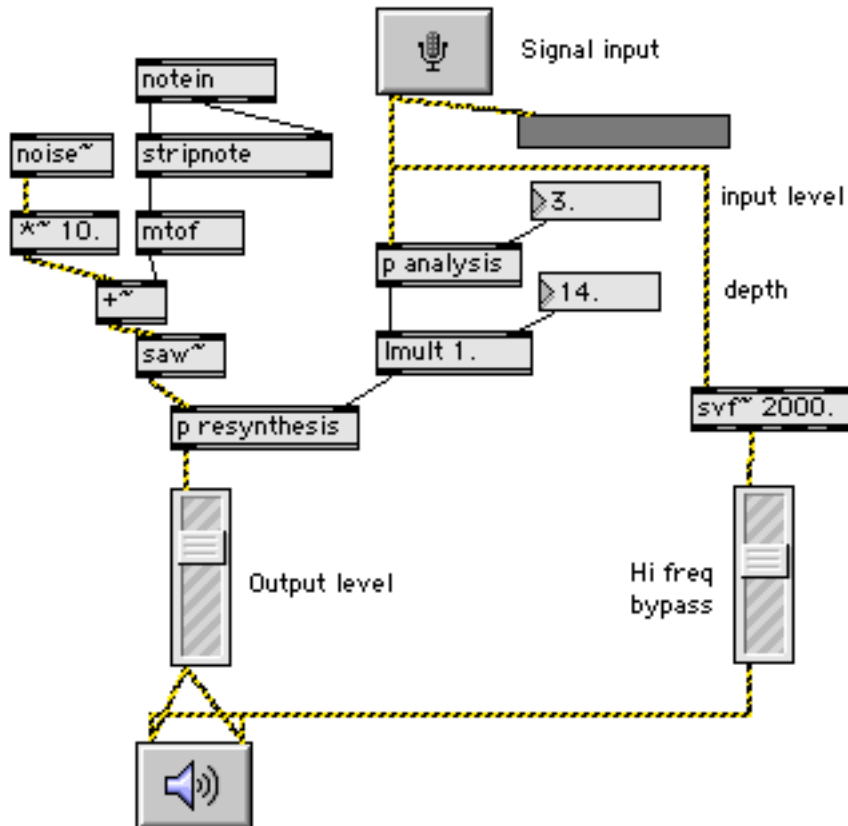 Signal input
notein
noise~
stripnote
input level
3.
*~ 10.
mtof
p analysis
14.
depth
+~
saw~
lmult 1.
svf~ 2000.
p resynthesis
Output level
Hi freq
bypass